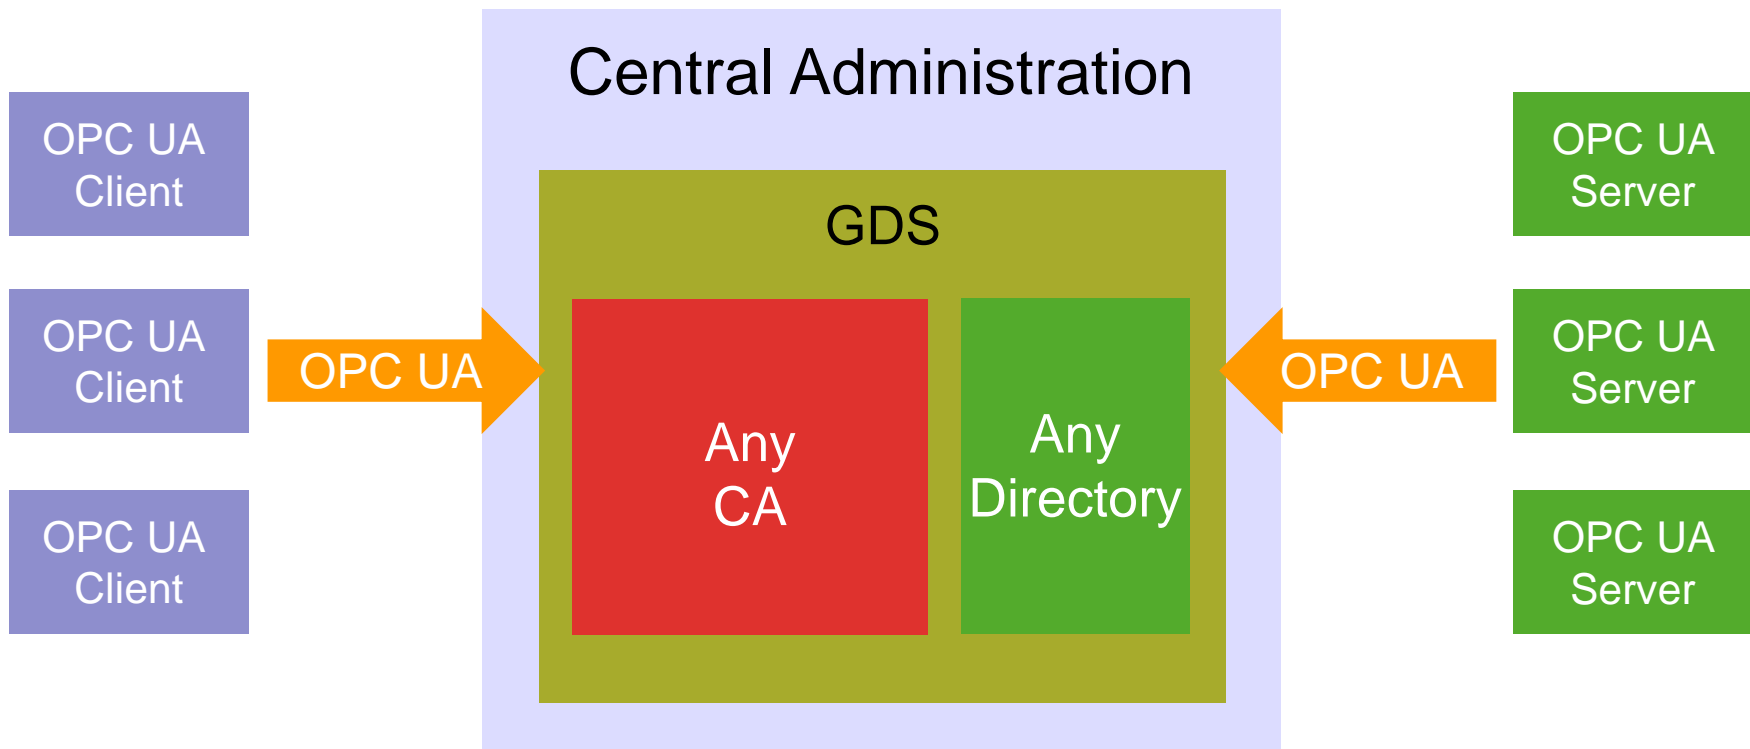 Central Administration
OPC UA
Client
OPC UA
Client
OPC UA
Client
OPC UA
GDS
Any
CA
Any
Directory
OPC UA
OPC UA
Server
OPC UA
Server
OPC UA
Server